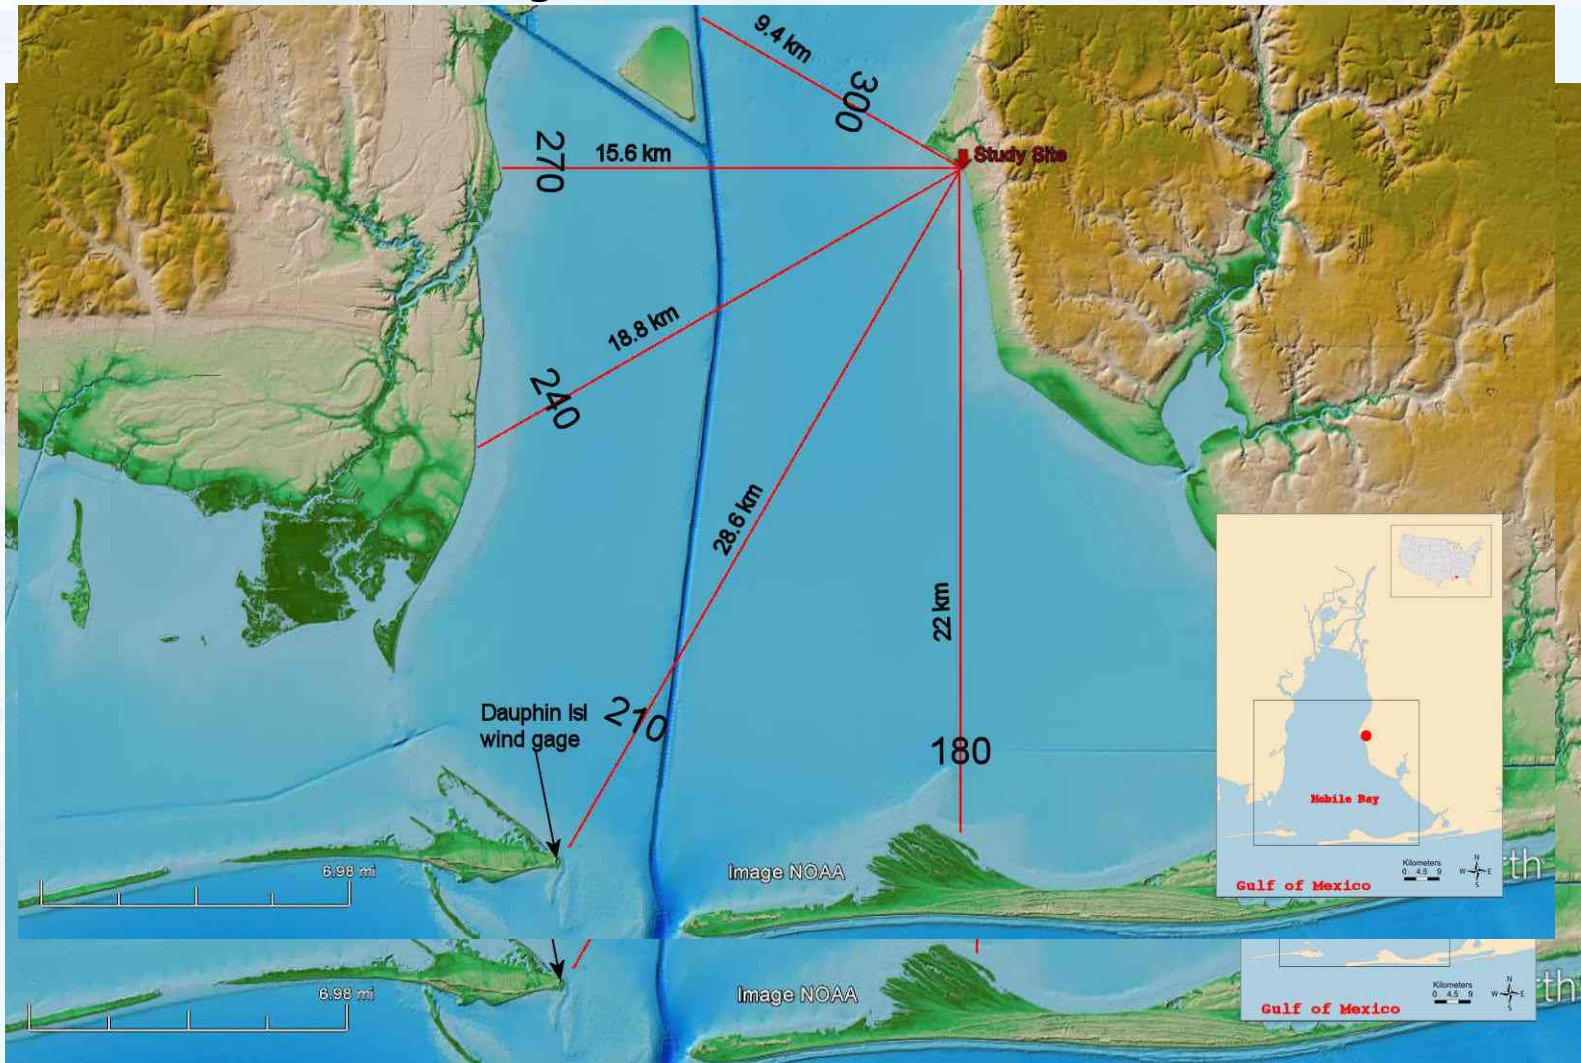 9.4 km
300
270
15.6 km
Study Site
18.8 km
240
28.6 km
22 km
Dauphin Isl
wind gage
210
180
Mobile Bay
6.98 mi
Image NOAA
Kilometers
0 4.5 9
N
W E
S
Gulf of Mexico
rth
6.98 mi
Image NOAA
Kilometers
0 4.5 9
N
W E
S
Gulf of Mexico
th